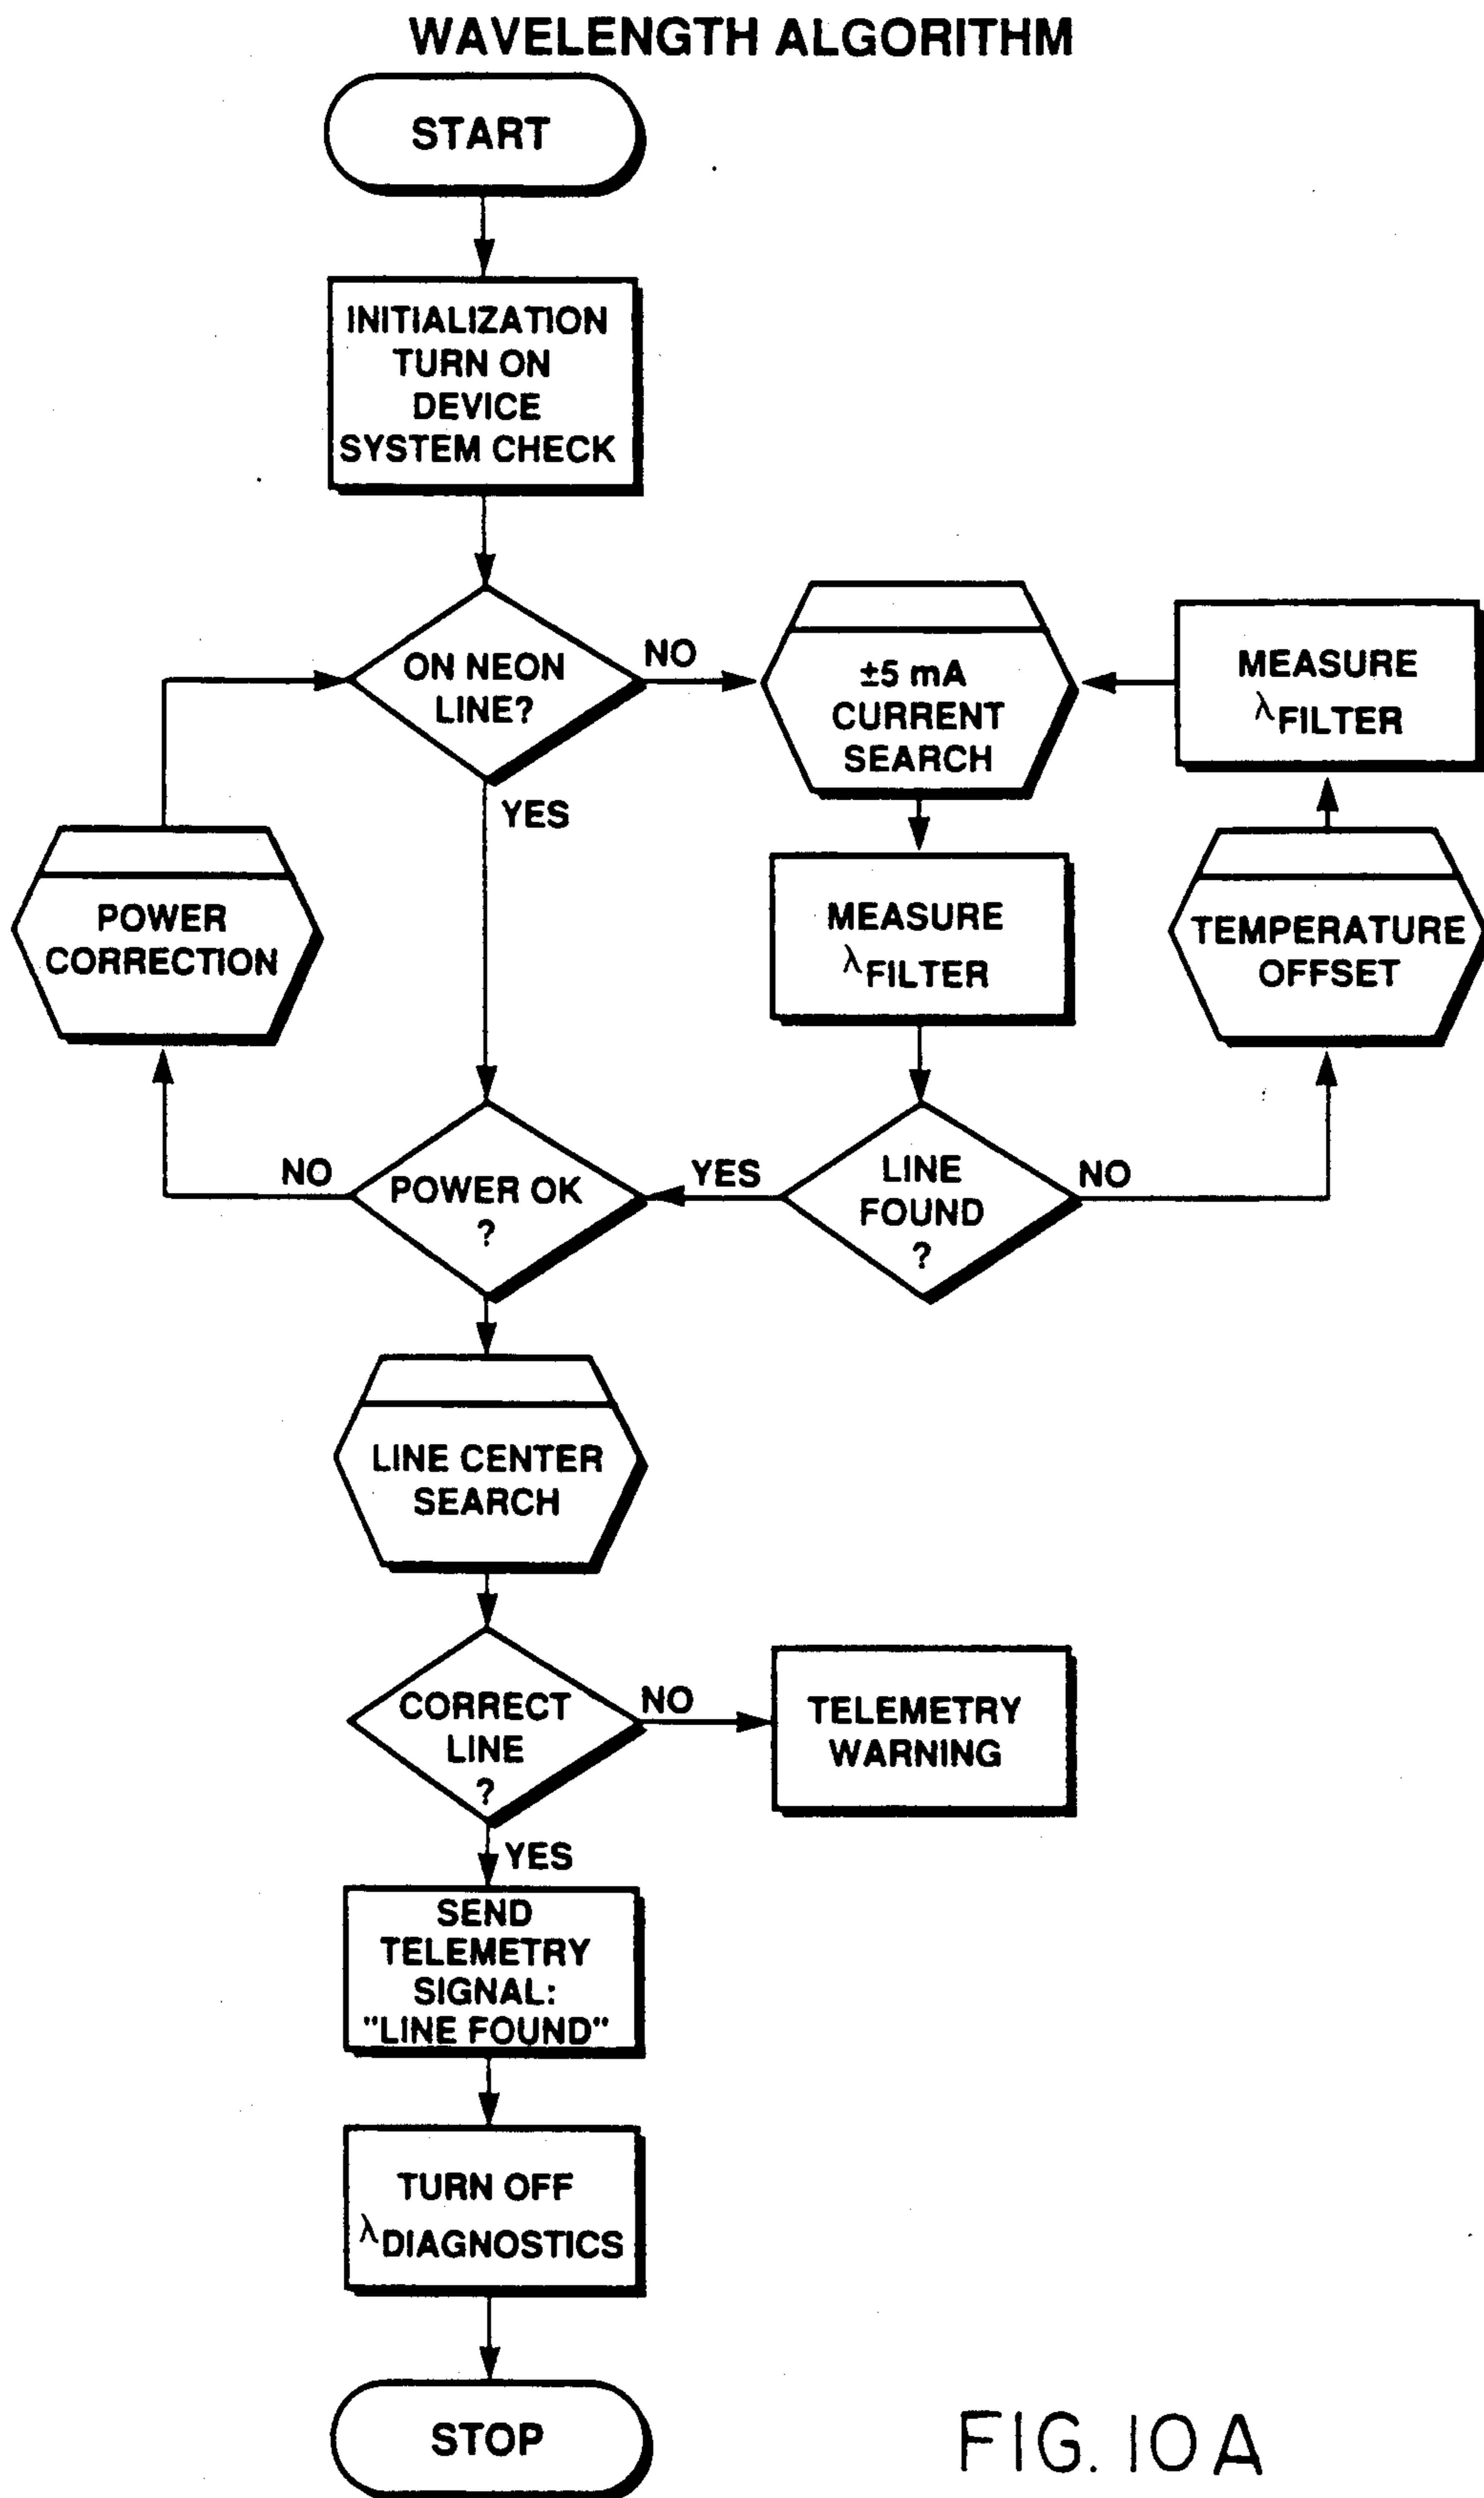 WAVELENGTH ALGORITHM
START
INITIALIZATION
TURN ON
DEVICE
SYSTEM CHECK
ON NEON
LINE?
NO
YES
±5 mA
CURRENT
SEARCH
MEASURE
λFILTER
POWER
CORRECTION
MEASURE
λFILTER
TEMPERATURE
OFFSET
NO
POWER OK
?
YES
LINE
FOUND
?
NO
LINE CENTER
SEARCH
CORRECT
LINE
?
NO
TELEMETRY
WARNING
YES
SEND
TELEMETRY
SIGNAL:
"LINE FOUND"
TURN OFF
λDIAGNOSTICS
STOP
FIG. 10A